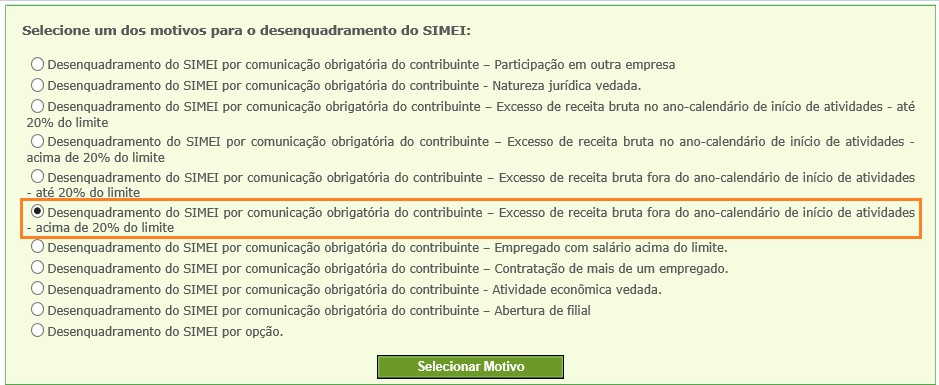 Selecione um dos motivos para o desenquadramento do SIMEI:
Desenquadramento do SIMEI por comunicação obrigatória do contribuinte – Participação em outra empresa
Desenquadramento do SIMEI por comunicação obrigatória do contribuinte - Natureza jurídica vedada.
Desenquadramento do SIMEI por comunicação obrigatória do contribuinte – Excesso de receita bruta no ano-calendário de início de atividades - até
20% do limite
Desenquadramento do SIMEI por comunicação obrigatória do contribuinte – Excesso de receita bruta no ano-calendário de início de atividades -
acima de 20% do limite
Desenquadramento do SIMEI por comunicação obrigatória do contribuinte – Excesso de receita bruta fora do ano-calendário de início de atividades
- até 20% do limite
Desenquadramento do SIMEI por comunicação obrigatória do contribuinte – Excesso de receita bruta fora do ano-calendário de início de atividades
- acima de 20% do limite
Desenquadramento do SIMEI por comunicação obrigatória do contribuinte – Empregado com salário acima do limite.
Desenquadramento do SIMEI por comunicação obrigatória do contribuinte – Contratação de mais de um empregado.
Desenquadramento do SIMEI por comunicação obrigatória do contribuinte - Atividade econômica vedada.
Desenquadramento do SIMEI por comunicação obrigatória do contribuinte – Abertura de filial
Desenquadramento do SIMEI por opção.
Selecionar Motivo